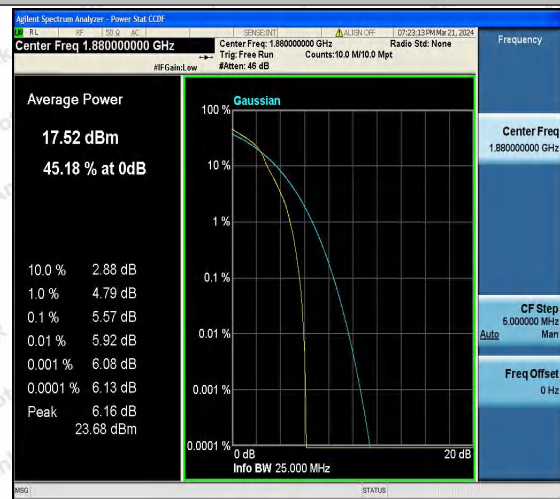 Agilent Spectrum Analyzer - Power Stat CCDF
RL RF 50 Ω AC SENSE:INT ALIGN OFF 07:23:13 PM Mar 21, 2024
Center Freq 1.880000000 GHz
Center Freq: 1.880000000 GHz Radio Std: None
Trig: Free Run Counts:10.0 M/10.0 Mpt
#IFGain:Low #Atten: 46 dB
Frequency
Average Power
17.52 dBm
45.18 % at 0dB
10.0 % 2.88 dB
1.0 % 4.79 dB
0.1 % 5.57 dB
0.01 % 5.92 dB
0.001 % 6.08 dB
0.0001 % 6.13 dB
Peak 6.16 dB
23.68 dBm
Gaussian
100 %
10 %
1 %
0.1 %
0.01 %
0.001 %
0.0001 %
0 dB 20 dB
Info BW 25.000 MHz
Center Freq
1.880000000 GHz
CF Step
5.000000 MHz
Auto Man
Freq Offset
0 Hz
MSG STATUS